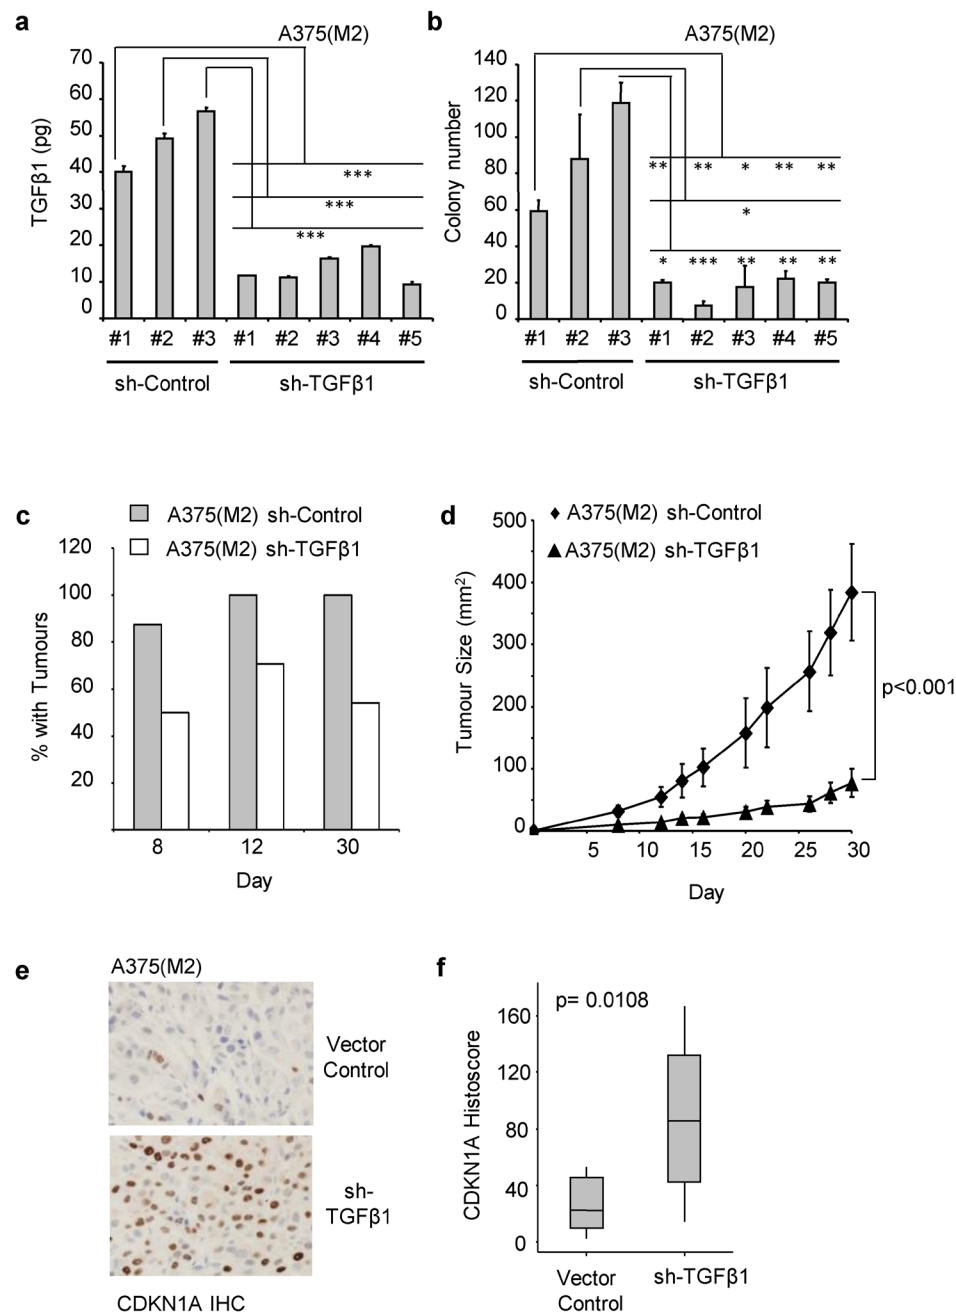 a
A375(M2)
70
60
50
40
30
20
10
0
TGFβ1 (pg)
***
***
***
#1 #2 #3 #1 #2 #3 #4 #5
sh-Control sh-TGFβ1
b
A375(M2)
140
120
100
80
60
40
20
0
Colony number
** ** * ** **
*
* *** ** ** **
#1 #2 #3 #1 #2 #3 #4 #5
sh-Control sh-TGFβ1
c
A375(M2) sh-Control
A375(M2) sh-TGFβ1
120
100
80
60
40
20
% with Tumours
8 12 30
Day
d
A375(M2) sh-Control
A375(M2) sh-TGFβ1
500
400
300
200
100
0
Tumour Size (mm²)
p<0.001
5 10 15 20 25 30
Day
e
A375(M2)
Vector
Control
sh-
TGFβ1
CDKN1A IHC
f
p= 0.0108
160
120
80
40
0
CDKN1A Histoscore
Vector
Control
sh-TGFβ1